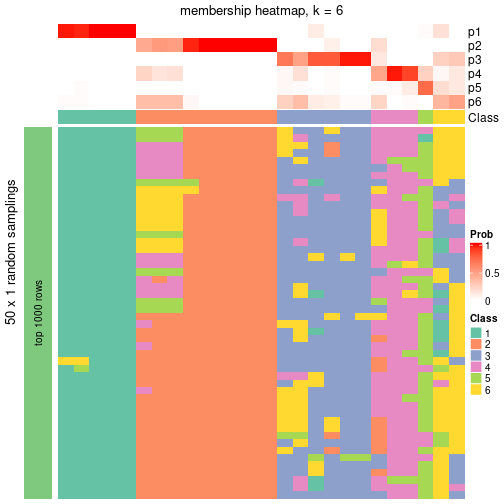 membership heatmap, k = 6
p1
p2
p3
p4
p5
p6
Class
50 x 1 random samplings
top 1000 rows
Prob
1
0.5
0
Class
1
2
3
4
5
6